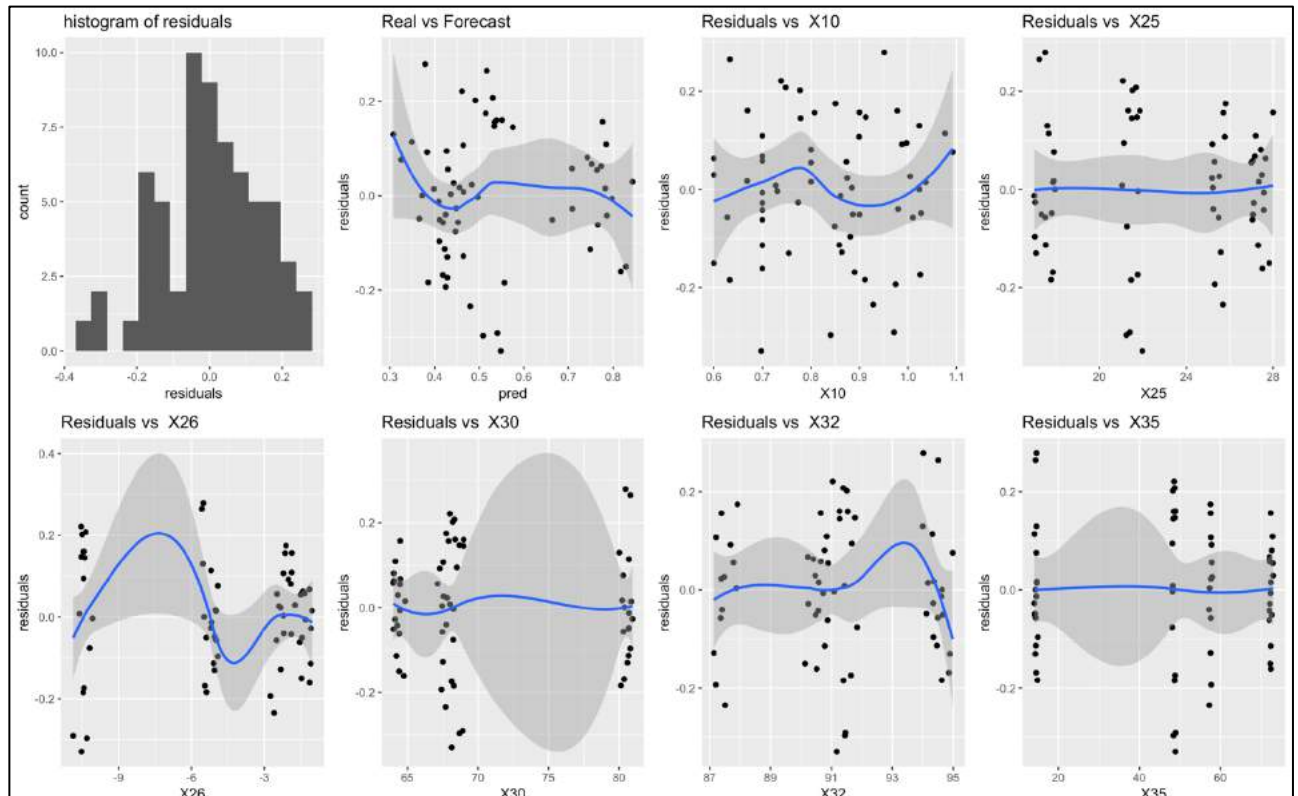 histogram of residuals
10.0
7.5
5.0
2.5
0.0
count
-0.4
-0.2
0.0
0.2
residuals
Real vs Forecast
0.2
0.0
-0.2
residuals
0.3
0.4
0.5
0.6
0.7
0.8
pred
Residuals vs X10
0.2
0.0
-0.2
residuals
0.6
0.7
0.8
0.9
1.0
1.1
X10
Residuals vs X25
0.2
0.0
-0.2
residuals
20
24
28
X25
Residuals vs X26
0.4
0.2
0.0
-0.2
residuals
-9
-6
-3
X26
Residuals vs X30
0.2
0.0
-0.2
residuals
65
70
75
80
X30
Residuals vs X32
0.2
0.0
-0.2
residuals
87
89
91
93
95
X32
Residuals vs X35
0.2
0.0
-0.2
residuals
20
40
60
X35